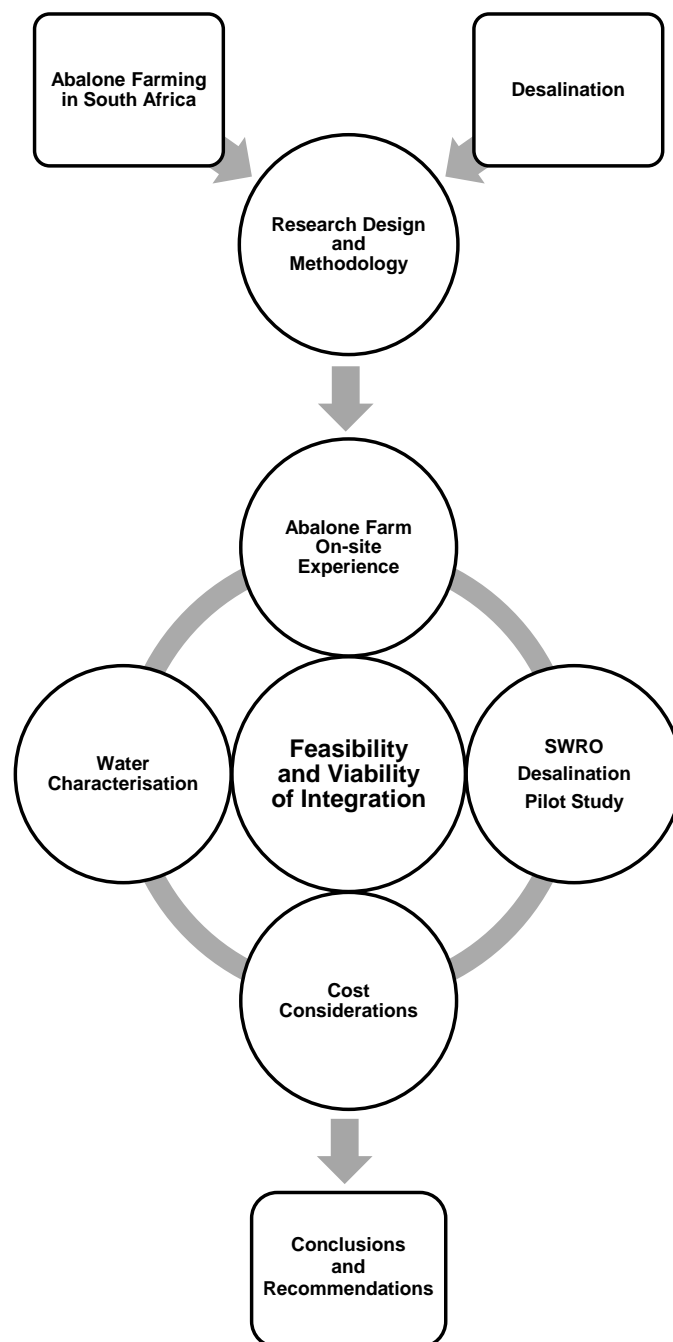 Abalone Farming
in South Africa
Desalination
Research Design
and
Methodology
Abalone Farm
On-site
Experience
Water
Characterisation
Feasibility
and Viability
of Integration
SWRO
Desalination
Pilot Study
Cost
Considerations
Conclusions
and
Recommendations